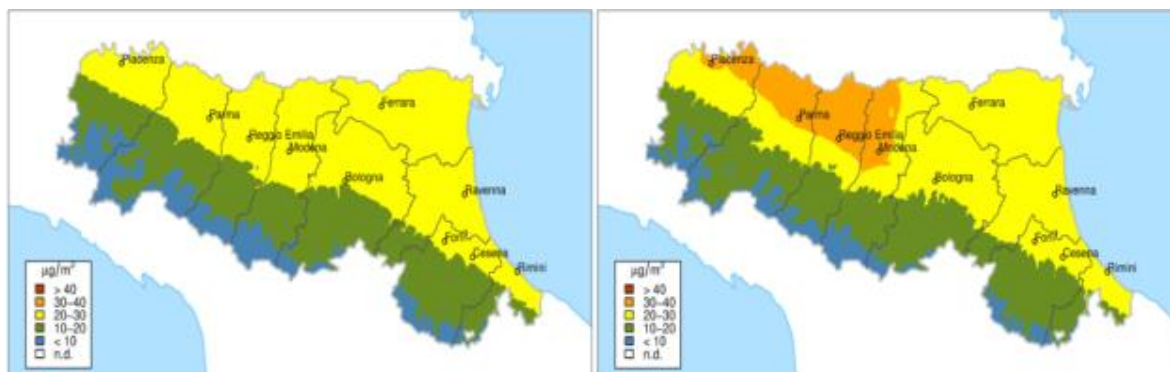 Piacenza
Parma
Reggio Emilia
Modena
Ferrara
Bologna
Ravenna
Forlì
Cesena
Rimini
µg/m³
> 40
30–40
20–30
10–20
< 10
n.d.
Piacenza
Parma
Reggio Emilia
Modena
Ferrara
Bologna
Ravenna
Forlì
Cesena
Rimini
µg/m³
> 40
30–40
20–30
10–20
< 10
n.d.